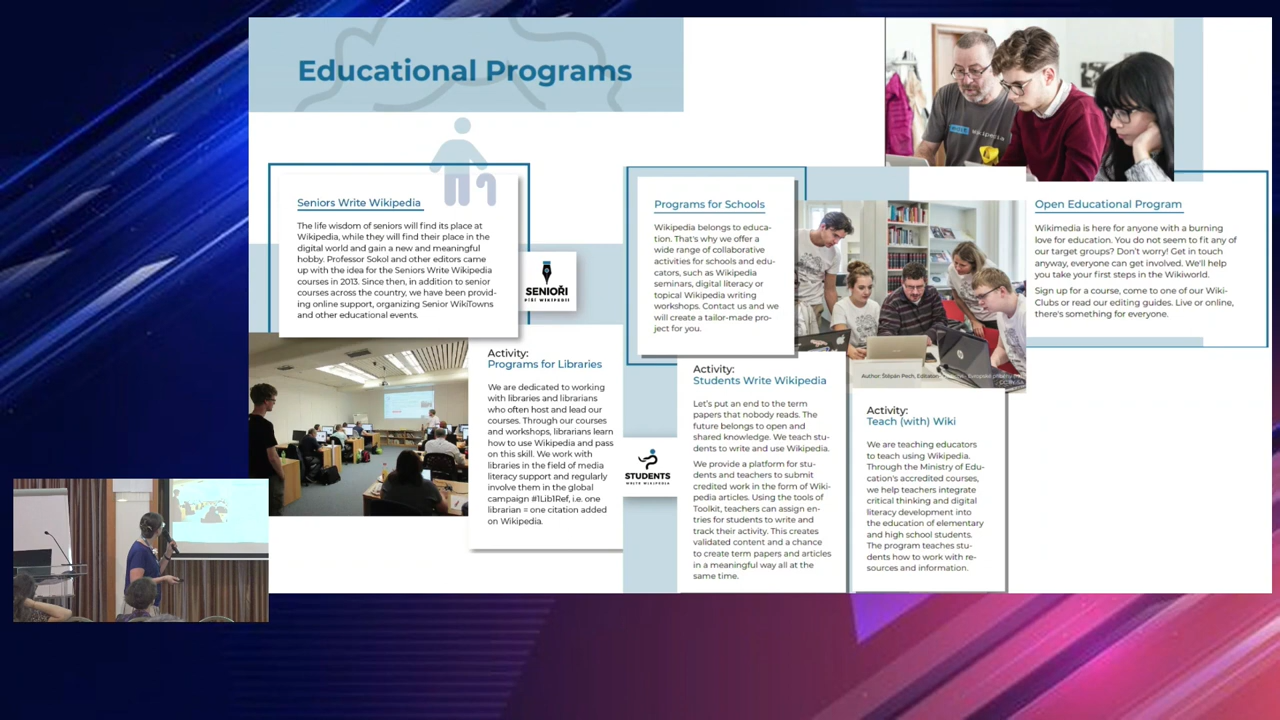 Educational Programs
Seniors Write Wikipedia
The life wisdom of seniors will find its place at
Wikipedia, while they will find their place in the
digital world and gain a new and meaningful
hobby. Professor Sokol and other editors came
up with the idea for the Seniors Write Wikipedia
courses in 2013. Since then, in addition to senior
courses across the country, we have been provid-
ing online support, organizing Senior WikiTowns
and other educational events.
SENIOŘI
PÍŠÍ WIKIPEDII
Activity:
Programs for Libraries
We are dedicated to working
with libraries and librarians
who often host and lead our
courses. Through our courses
and workshops, librarians learn
how to use Wikipedia and pass
on this skill. We work with
libraries in the field of media
literacy support and regularly
involve them in the global
campaign #1Lib1Ref, i.e. one
librarian = one citation added
on Wikipedia.
Programs for Schools
Wikipedia belongs to educa-
tion. That's why we offer a
wide range of collaborative
activities for schools and edu-
cators, such as Wikipedia
seminars, digital literacy or
topical Wikipedia writing
workshops. Contact us and we
will create a tailor-made pro-
ject for you.
Activity:
Students Write Wikipedia
Let's put an end to the term
papers that nobody reads. The
future belongs to open and
shared knowledge. We teach stu-
dents to write and use Wikipedia.
We provide a platform for stu-
dents and teachers to submit
credited work in the form of Wiki-
pedia articles. Using the tools of
Toolkit, teachers can assign en-
tries for students to write and
track their activity. This creates
validated content and a chance
to create term papers and articles
in a meaningful way all at the
same time.
STUDENTS
WRITE WIKIPEDIA
Author: Štěpán Pech,
CC BY-SA
Activity:
Teach (with) Wiki
We are teaching educators
to teach using Wikipedia.
Through the Ministry of Edu-
cation's accredited courses,
we help teachers integrate
critical thinking and digital
literacy development into
the education of elementary
and high school students.
The program teaches stu-
dents how to work with re-
sources and information.
wikipedia
Open Educational Program
Wikimedia is here for anyone with a burning
love for education. You do not seem to fit any of
our target groups? Don't worry! Get in touch
anyway, everyone can get involved. We'll help
you take your first steps in the Wikiworld.
Sign up for a course, come to one of our Wiki-
Clubs or read our editing guides. Live or online,
there's something for everyone.